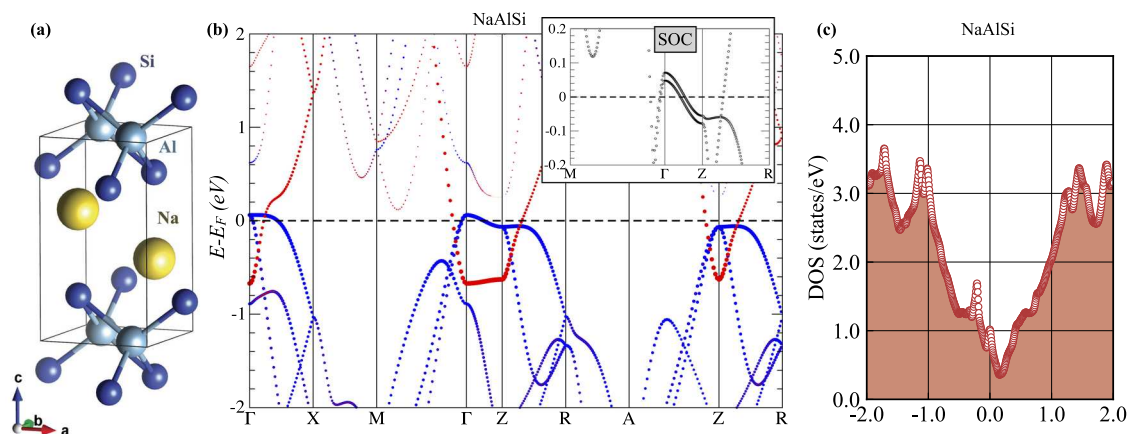 (a)
Si
Al
Na
c
b
a
(b)
NaAlSi
E-E_F (eV)
2
1
0
-1
-2
Γ X M Γ Z R A Z R
SOC
0.2
0.1
0
-0.1
-0.2
M Γ Z R
(c)
NaAlSi
DOS (states/eV)
5.0
4.0
3.0
2.0
1.0
0.0
-2.0 -1.0 0.0 1.0 2.0